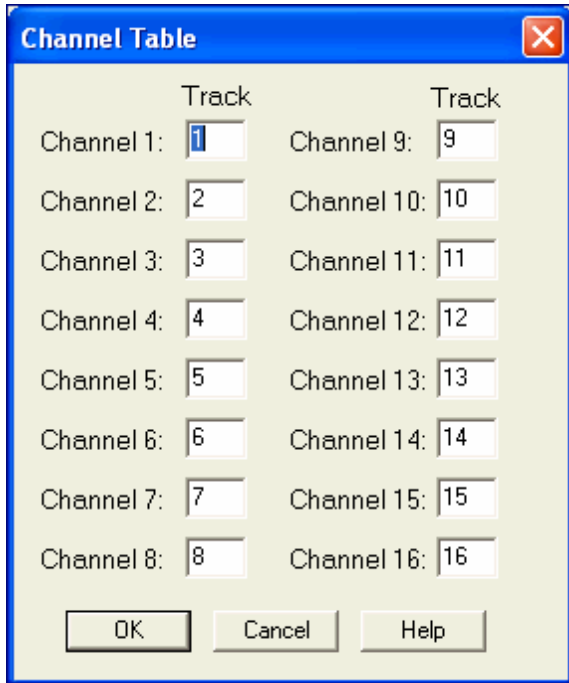 Channel Table
Track Track
Channel 1: 1 Channel 9: 9
Channel 2: 2 Channel 10: 10
Channel 3: 3 Channel 11: 11
Channel 4: 4 Channel 12: 12
Channel 5: 5 Channel 13: 13
Channel 6: 6 Channel 14: 14
Channel 7: 7 Channel 15: 15
Channel 8: 8 Channel 16: 16
OK Cancel Help